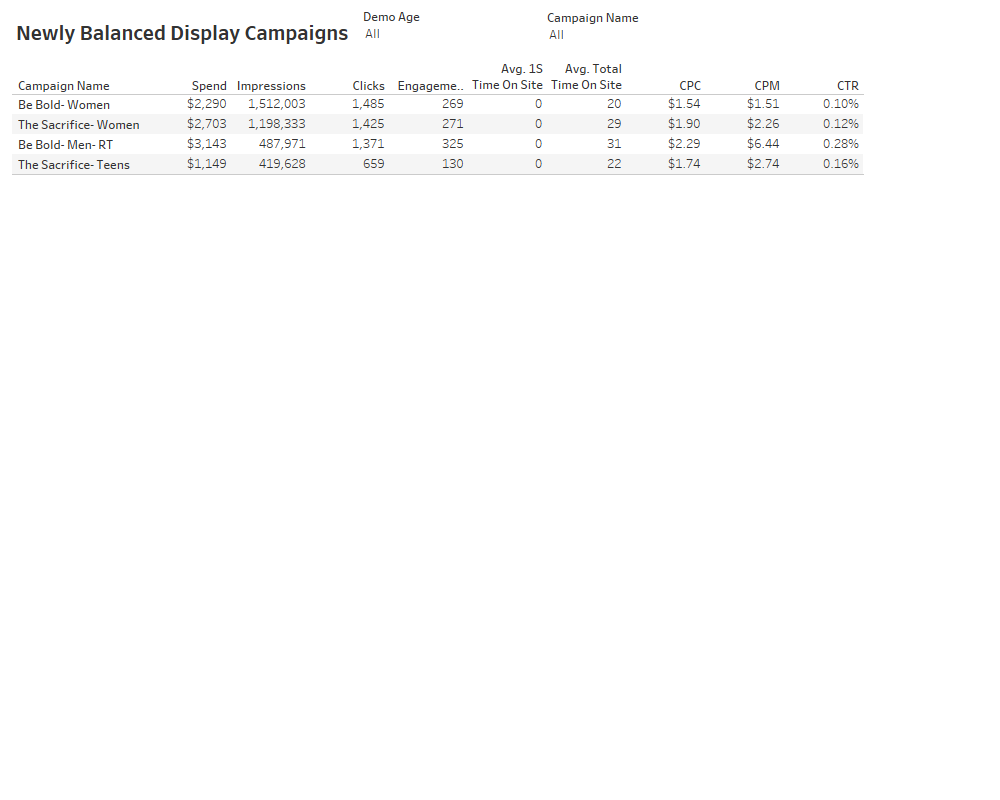 Newly Balanced Display Campaigns
Demo Age
All
Campaign Name
All
Campaign Name Spend Impressions Clicks Engageme.. Avg. 1S Time On Site Avg. Total Time On Site CPC CPM CTR
Be Bold- Women $2,290 1,512,003 1,485 269 0 20 $1.54 $1.51 0.10%
The Sacrifice- Women $2,703 1,198,333 1,425 271 0 29 $1.90 $2.26 0.12%
Be Bold- Men- RT $3,143 487,971 1,371 325 0 31 $2.29 $6.44 0.28%
The Sacrifice- Teens $1,149 419,628 659 130 0 22 $1.74 $2.74 0.16%